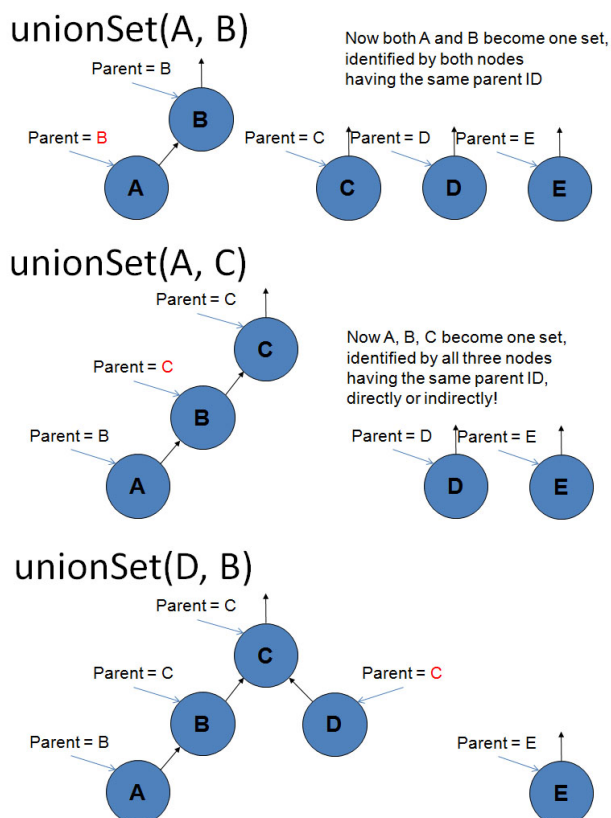 unionSet(A, B)
Now both A and B become one set,
identified by both nodes
having the same parent ID
Parent = B
B
Parent = B
A
Parent = C
C
Parent = D
D
Parent = E
E
unionSet(A, C)
Parent = C
C
Now A, B, C become one set,
identified by all three nodes
having the same parent ID,
directly or indirectly!
Parent = C
B
Parent = B
A
Parent = D
D
Parent = E
E
unionSet(D, B)
Parent = C
C
Parent = C
B
Parent = C
D
Parent = B
A
Parent = E
E